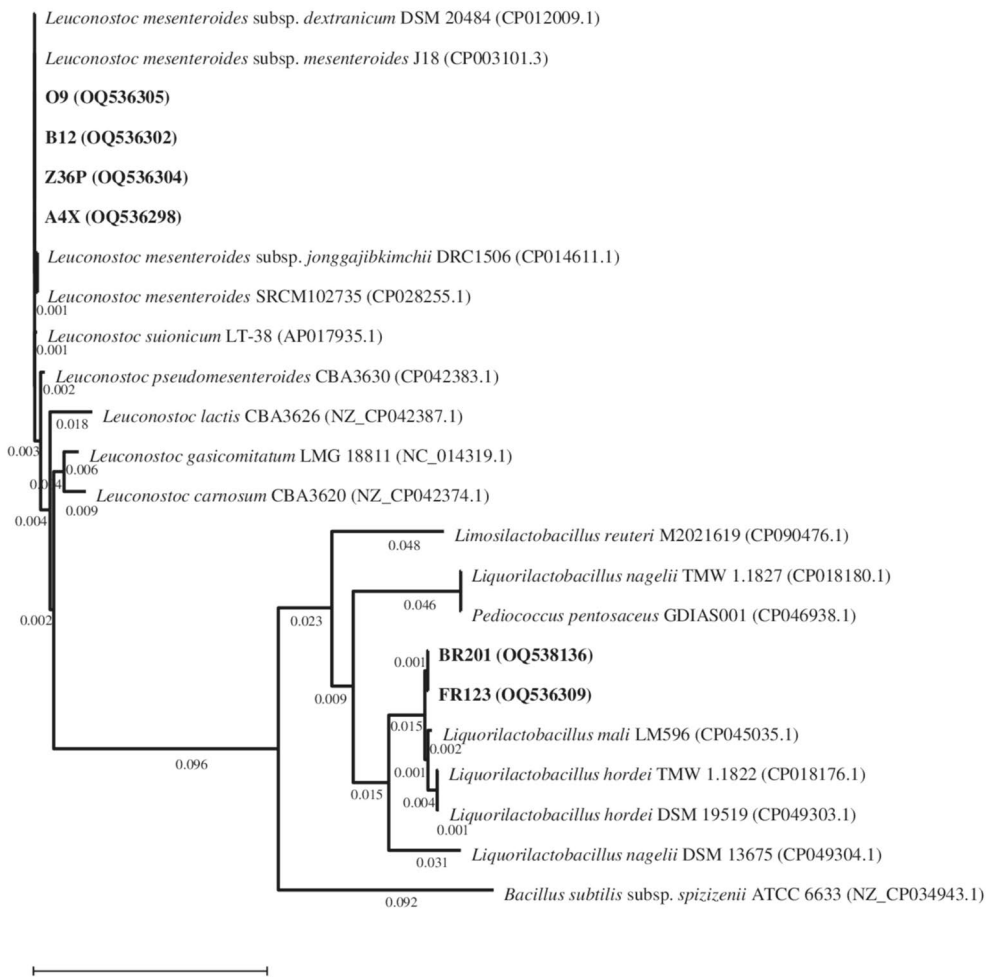 Leuconostoc mesenteroides subsp. dextranicum DSM 20484 (CP012009.1)
Leuconostoc mesenteroides subsp. mesenteroides J18 (CP003101.3)
O9 (OQ536305)
B12 (OQ536302)
Z36P (OQ536304)
A4X (OQ536298)
Leuconostoc mesenteroides subsp. jonggajibkimchii DRC1506 (CP014611.1)
Leuconostoc mesenteroides SRCM102735 (CP028255.1)
0.001
Leuconostoc suionicum LT-38 (AP017935.1)
0.001
Leuconostoc pseudomesenteroides CBA3630 (CP042383.1)
0.002
Leuconostoc lactis CBA3626 (NZ_CP042387.1)
0.018
0.003
Leuconostoc gasicomitatum LMG 18811 (NC_014319.1)
0.006
Leuconostoc carnosum CBA3620 (NZ_CP042374.1)
0.009
0.004
Limosilactobacillus reuteri M2021619 (CP090476.1)
0.048
Liquorilactobacillus nagelii TMW 1.1827 (CP018180.1)
0.046
Pediococcus pentosaceus GDIAS001 (CP046938.1)
0.002
0.023
BR201 (OQ538136)
0.001
FR123 (OQ536309)
0.009
0.015
Liquorilactobacillus mali LM596 (CP045035.1)
0.002
0.096
Liquorilactobacillus hordei TMW 1.1822 (CP018176.1)
0.001
0.015
0.004
Liquorilactobacillus hordei DSM 19519 (CP049303.1)
0.001
Liquorilactobacillus nagelii DSM 13675 (CP049304.1)
0.031
Bacillus subtilis subsp. spizizenii ATCC 6633 (NZ_CP034943.1)
0.092